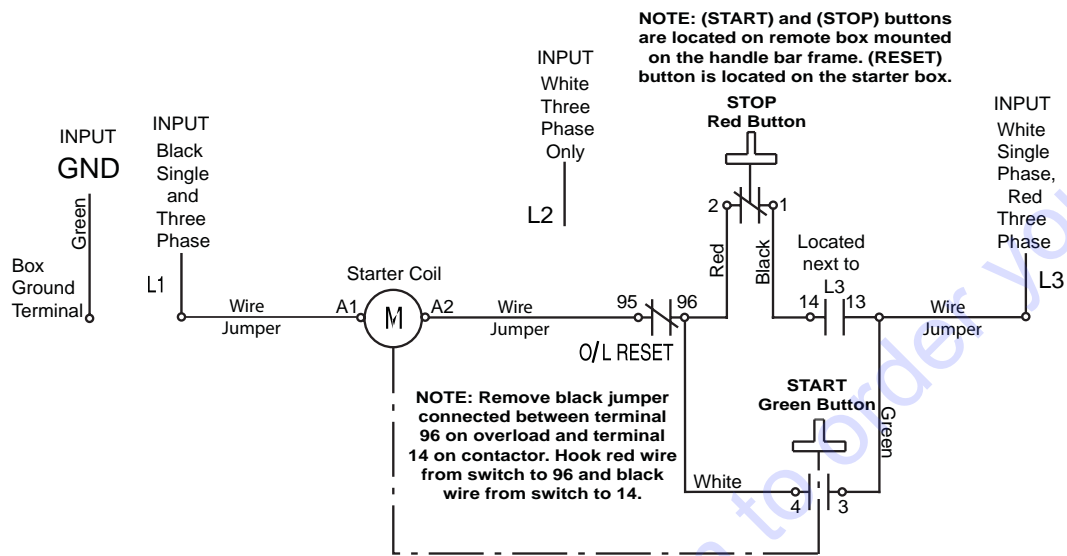 NOTE: (START) and (STOP) buttons
are located on remote box mounted
on the handle bar frame. (RESET)
button is located on the starter box.
INPUT
White
Three
Phase
Only
L2
STOP
Red Button
INPUT
White
Single
Phase,
Red
Three
Phase
L3
INPUT
GND
Green
Box
Ground
Terminal
INPUT
Black
Single
and
Three
Phase
L1
2
1
Red
Black
Located
next to
L3
Starter Coil
Wire
Jumper
A1
M
A2
Wire
Jumper
95
96
O/L RESET
14
13
Wire
Jumper
NOTE: Remove black jumper
connected between terminal
96 on overload and terminal
14 on contactor. Hook red wire
from switch to 96 and black
wire from switch to 14.
START
Green Button
Green
White
4
3
to order you